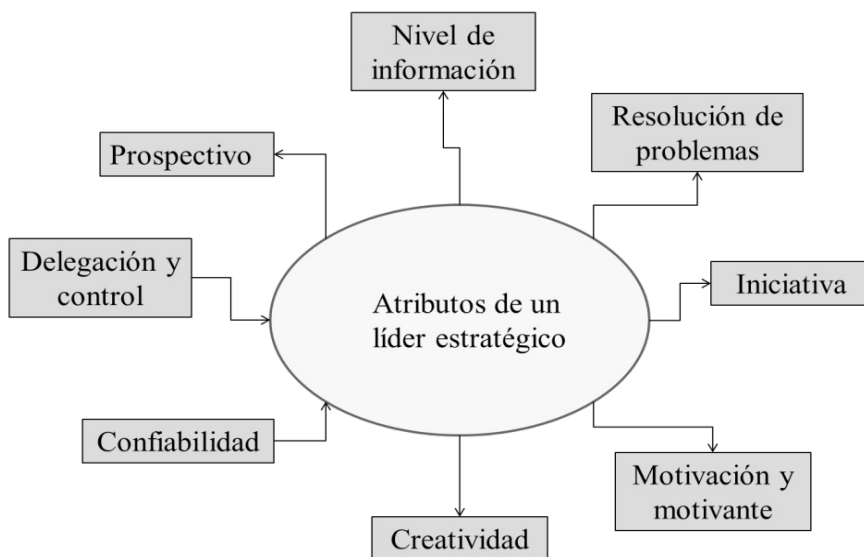 Nivel de
información
Resolución de
problemas
Prospectivo
Delegación y
control
Iniciativa
Atributos de un
líder estratégico
Confiabilidad
Motivación y
motivante
Creatividad